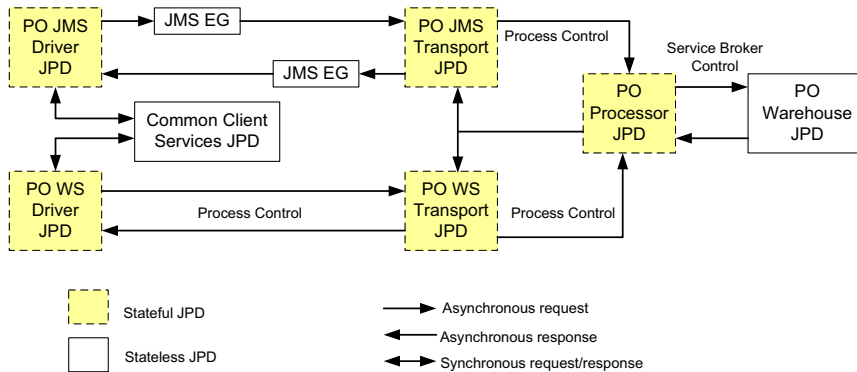 PO JMS
Driver
JPD
JMS EG
JMS EG
PO JMS
Transport
JPD
Process Control
Service Broker
Control
PO
Processor
JPD
PO
Warehouse
JPD
Common Client
Services JPD
PO WS
Driver
JPD
Process Control
PO WS
Transport
JPD
Process Control
Stateful JPD
Stateless JPD
Asynchronous request
Asynchronous response
Synchronous request/response